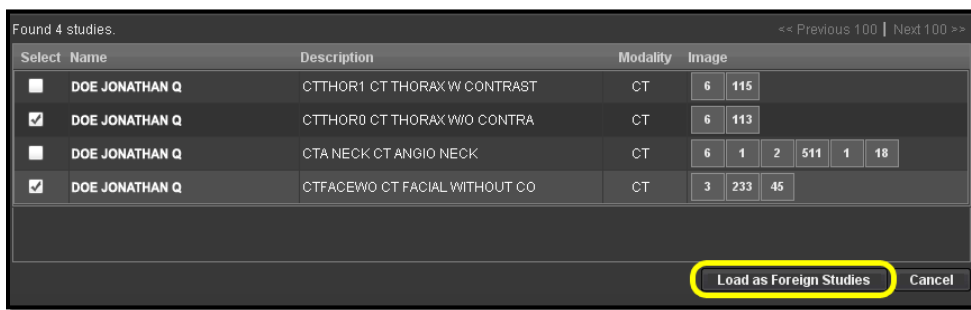 Found 4 studies. << Previous 100 | Next 100 >>
Select Name Description Modality Image
DOE JONATHAN Q CTTHOR1 CT THORAX W CONTRAST CT 6 115
DOE JONATHAN Q CTTHOR0 CT THORAX W/O CONTRA CT 6 113
DOE JONATHAN Q CTA NECK CT ANGIO NECK CT 6 1 2 511 1 18
DOE JONATHAN Q CTFACEWO CT FACIAL WITHOUT CO CT 3 233 45
Load as Foreign Studies Cancel